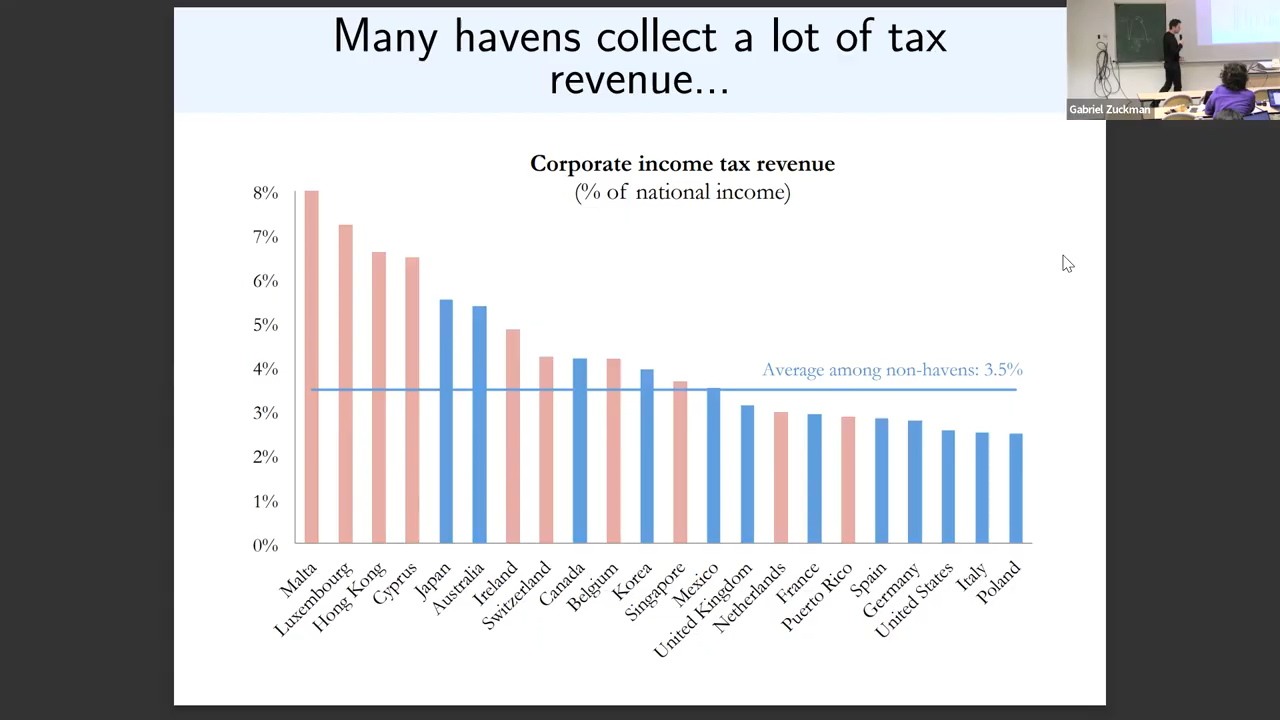 Many havens collect a lot of tax
revenue...
Gabriel Zuckman
Corporate income tax revenue
(% of national income)
8%
7%
6%
5%
4%
3%
2%
1%
0%
Average among non-havens: 3.5%
Malta
Luxembourg
Hong Kong
Cyprus
Japan
Australia
Ireland
Switzerland
Canada
Belgium
Korea
Singapore
Mexico
United Kingdom
Netherlands
France
Puerto Rico
Spain
Germany
United States
Italy
Poland